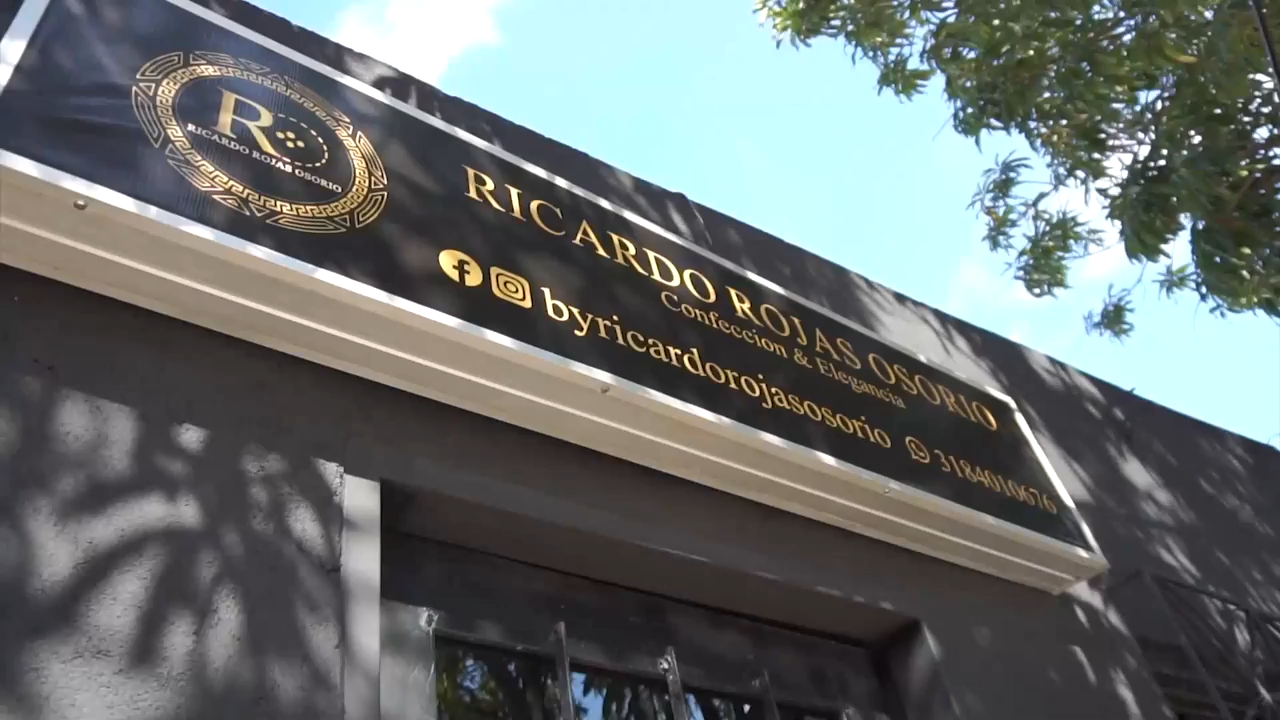 R
RICARDO ROJAS OSORIO
RICARDO ROJAS OSORIO
Confeccion & Elegancia
byricardorojasosorio
3184010676